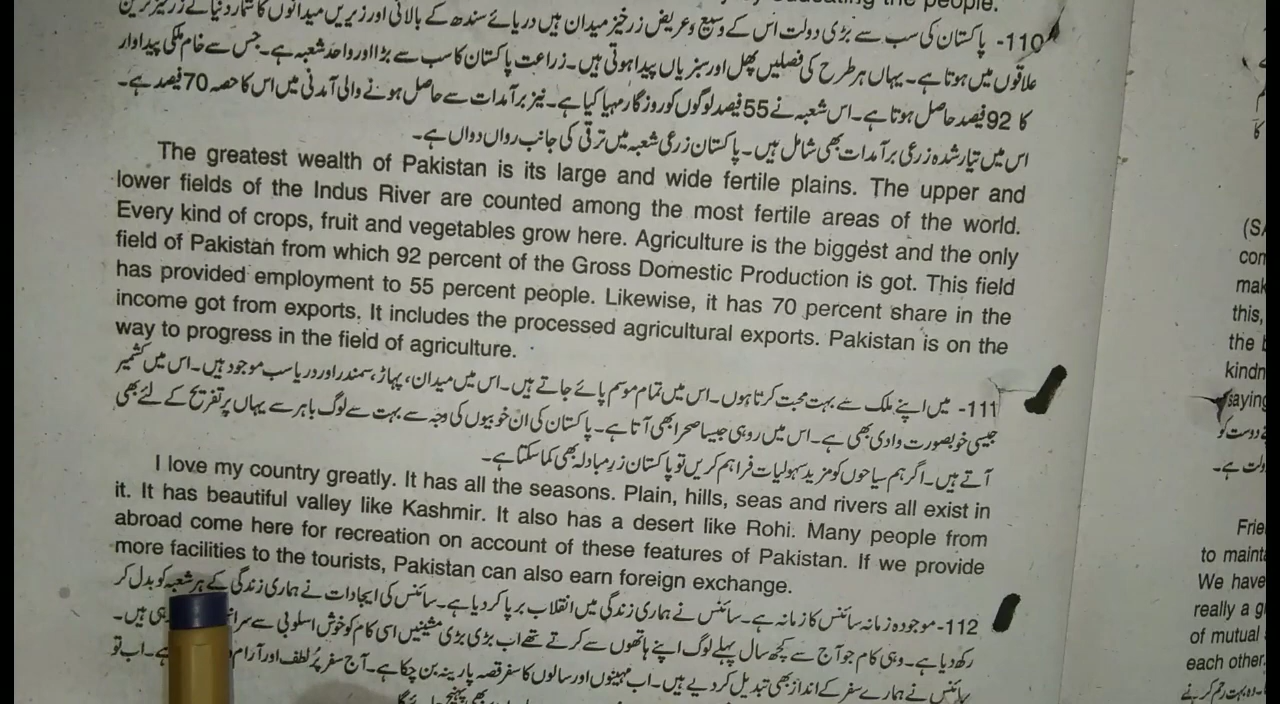 the people.
110- پاکستان کی سب سے بڑی دولت اس کے وسیع و عریض زرخیز میدان ہیں دریائے سندھ کے بالائی اور زیریں میدانوں کا شمار دنیا کے زرخیز ترین
علاقوں میں ہوتا ہے۔ یہاں ہر طرح کی فصلیں پھل اور سبزیاں پیدا ہوتی ہیں۔ زراعت پاکستان کا سب سے بڑا اور واحد شعبہ ہے۔ جس سے خام ملکی پیداوار
کا 92 فیصد حاصل ہوتا ہے۔ اس شعبہ نے 55 فیصد لوگوں کو روزگار مہیا کیا ہے۔ نیز برآمدات سے حاصل ہونے والی آمدنی میں اس کا حصہ 70 فیصد ہے۔
اس میں تیار شدہ زرعی برآمدات بھی شامل ہیں۔ پاکستان زرعی شعبہ میں ترقی کی جانب رواں دواں ہے۔
The greatest wealth of Pakistan is its large and wide fertile plains. The upper and
lower fields of the Indus River are counted among the most fertile areas of the world.
Every kind of crops, fruit and vegetables grow here. Agriculture is the biggest and the only
field of Pakistan from which 92 percent of the Gross Domestic Production is got. This field
has provided employment to 55 percent people. Likewise, it has 70 percent share in the
income got from exports. It includes the processed agricultural exports. Pakistan is on the
way to progress in the field of agriculture.
111- میں اپنے ملک سے بہت محبت کرتا ہوں۔ اس میں تمام موسم پائے جاتے ہیں۔ اس میں میدان، پہاڑ، سمندر اور دریا سب موجود ہیں۔ اس میں کشمیر
جیسی خوبصورت وادی بھی ہے۔ اس میں روہی جیسا صحرا بھی آتا ہے۔ پاکستان کی ان خوبیوں کی وجہ سے بہت سے لوگ باہر سے یہاں پر تفریح کے لئے بھی
آتے ہیں۔ اگر ہم سیاحوں کو مزید سہولیات فراہم کریں تو پاکستان زرِ مبادلہ بھی کما سکتا ہے۔
I love my country greatly. It has all the seasons. Plain, hills, seas and rivers all exist in
it. It has beautiful valley like Kashmir. It also has a desert like Rohi. Many people from
abroad come here for recreation on account of these features of Pakistan. If we provide
more facilities to the tourists, Pakistan can also earn foreign exchange.
112- موجودہ زمانہ سائنس کا زمانہ ہے۔ سائنس نے ہماری زندگی میں انقلاب برپا کر دیا ہے۔ سائنس کی ایجادات نے ہماری زندگی کے ہر شعبہ کو بدل کر
رکھ دیا ہے۔ وہی کام جو آج سے کچھ سال پہلے لوگ اپنے ہاتھوں سے کرتے تھے اب بڑی بڑی مشینیں اسی کام کو خوش اسلوبی سے رہی ہیں۔
سائنس نے ہمارے سفر کے انداز بھی تبدیل کر دیے ہیں۔ اب مہینوں اور سالوں کا سفر قصہ پارینہ بن چکا ہے۔ آج سفر پُر لطف اور آرام ہے۔ اب تو
this,
the
of mutual
each other.
really a
We have
to